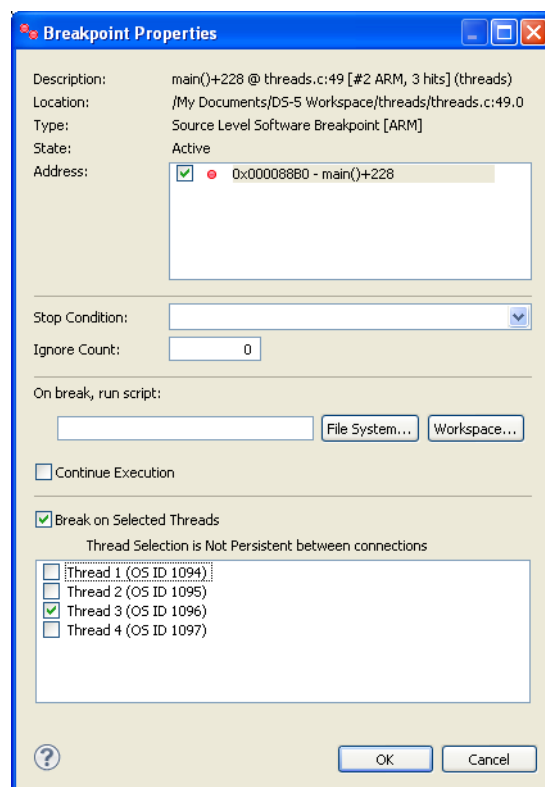 Breakpoint Properties
Description: main()+228 @ threads.c:49 [#2 ARM, 3 hits] (threads)
Location: /My Documents/DS-5 Workspace/threads/threads.c:49.0
Type: Source Level Software Breakpoint [ARM]
State: Active
Address: 0x000088B0 - main()+228
Stop Condition:
Ignore Count: 0
On break, run script:
File System... Workspace...
Continue Execution
Break on Selected Threads
Thread Selection is Not Persistent between connections
Thread 1 (OS ID 1094)
Thread 2 (OS ID 1095)
Thread 3 (OS ID 1096)
Thread 4 (OS ID 1097)
? OK Cancel